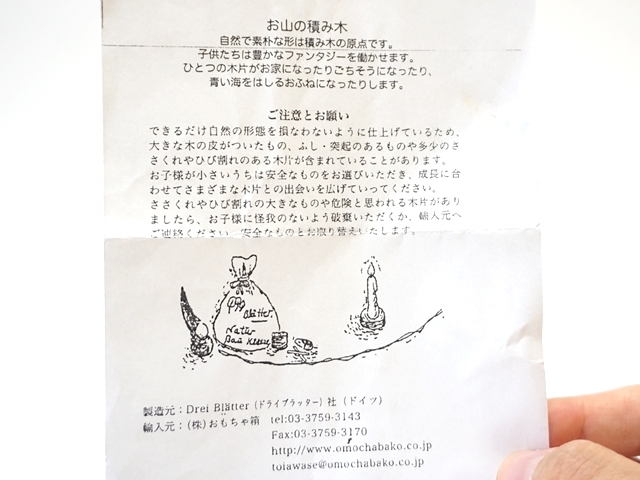 お山の積み木
自然で素朴な形は積み木の原点です。
子供たちは豊かなファンタジーを働かせます。
ひとつの木片がお家になったりごちそうになったり、
青い海をはしるおふねになったりします。
ご注意とお願い
できるだけ自然の形態を損なわないように仕上げているため、
大きな木の皮がついたもの、ふし・突起のあるものや多少のさ
さくれやひび割れのある木片が含まれていることがあります。
お子様が小さいうちは安全なものをお選びいただき、成長に合
わせてさまざまな木片との出会いを広げていってください。
ささくれやひび割れの大きなものや危険と思われる木片があり
ましたら、お子様に怪我のないよう破棄いただくか、輸入元へ
ご連絡ください。安全なものとお取り替えいたします。
Blätter
Natur
製造元：Drei Blätter (ドライブラッター) 社 (ドイツ)
輸入元：(株) おもちゃ箱 tel:03-3759-3143
Fax:03-3759-3170
http://www.omochabako.co.jp
toiawase@omochabako.co.jp